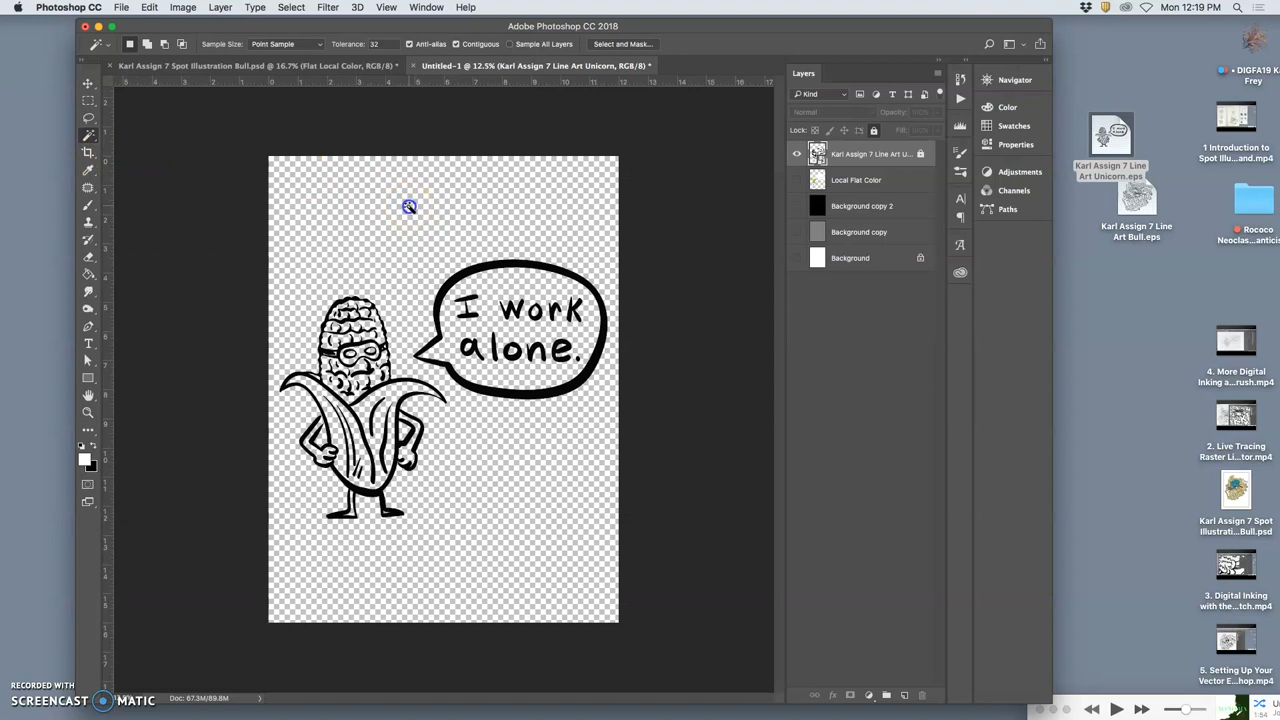 Photoshop CC File Edit Image Layer Type Select Filter 3D View Window Help
Mon 12:19 PM
Adobe Photoshop CC 2018
Sample Size: Point Sample Tolerance: 32 Anti-alias Contiguous Sample All Layers Select and Mask...
Karl Assign 7 Spot Illustration Bull.psd @ 16.7% (Flat Local Color, RGB/8) *
Untitled-1 @ 12.5% (Karl Assign 7 Line Art Unicorn, RGB/8) *
I work
alone.
Doc: 67.3M/89.8M
Layers
Kind
Normal Opacity: 100%
Lock: Fill: 100%
Karl Assign 7 Line Art U...
Local Flat Color
Background copy 2
Background copy
Background
Navigator
Color
Swatches
Properties
Adjustments
Channels
Paths
Karl Assign 7 Line
Art Unicorn.eps
Karl Assign 7 Line
Art Bull.eps
• DIGFA19 K
Frey
1 Introduction to
Spot Illus...and.mp4
Rococo
Neoclas...
4. More Digital
Inking a...rush.mp4
2. Live Tracing
Raster Li...tor.mp4
Karl Assign 7 Spot
Illustrati...Bull.psd
3. Digital Inking
with the...tch.mp4
5. Setting Up Your
Vector E...hop.mp4
1:54
RECORDED WITH
SCREENCAST MATIC